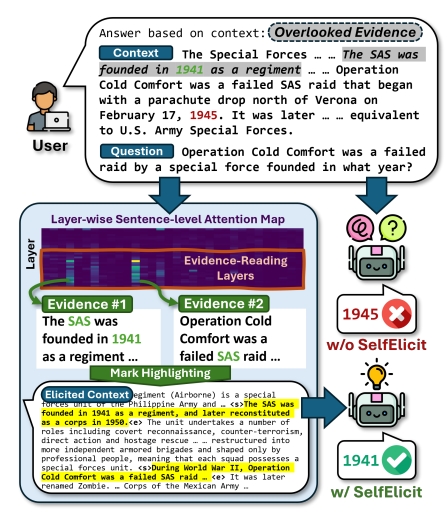 Answer based on context: Overlooked Evidence
Context The Special Forces … … The SAS was
founded in 1941 as a regiment … … Operation
Cold Comfort was a failed SAS raid that began
with a parachute drop north of Verona on
February 17, 1945. It was later … … equivalent
to U.S. Army Special Forces.
Question Operation Cold Comfort was a failed
raid by a special force founded in what year?
User
Layer-wise Sentence-level Attention Map
Layer
Evidence-Reading
Layers
Evidence #1
The SAS was
founded in 1941
as a regiment …
Evidence #2
Operation Cold
Comfort was a
failed SAS raid …
Mark Highlighting
Elicited Context
Regiment (Airborne) is a special
forces unit of the Philippine Army and … <s>The SAS was
founded in 1941 as a regiment, and later reconstituted
as a corps in 1950.<e> The unit undertakes a number of
roles including covert reconnaissance, counter-terrorism,
direct action and hostage rescue … … restructured into
more independent armored brigades and shaped only by
professional people, meaning that each squad possesses a
special forces unit. <s>During World War II, Operation
Cold Comfort was a failed SAS raid … <e> It was later
renamed Zombie. … Corps of the Mexican Army …
?
1945
w/o SelfElicit
1941
w/ SelfElicit